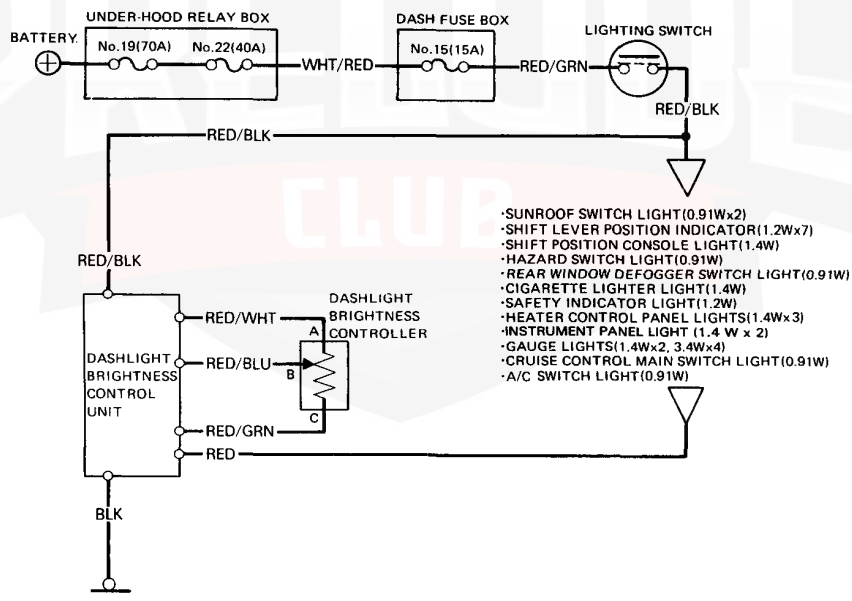 UNDER-HOOD RELAY BOX
DASH FUSE BOX
LIGHTING SWITCH
BATTERY.
No.19(70A)
No.22(40A)
No.15(15A)
WHT/RED
RED/GRN
RED/BLK
RED/BLK
CLUB
·SUNROOF SWITCH LIGHT(0.91Wx2)
·SHIFT LEVER POSITION INDICATOR(1.2Wx7)
·SHIFT POSITION CONSOLE LIGHT(1.4W)
·HAZARD SWITCH LIGHT(0.91W)
·REAR WINDOW DEFOGGER SWITCH LIGHT(0.91W)
·CIGARETTE LIGHTER LIGHT(1.4W)
·SAFETY INDICATOR LIGHT(1.2W)
·HEATER CONTROL PANEL LIGHTS(1.4Wx3)
·INSTRUMENT PANEL LIGHT (1.4 W x 2)
·GAUGE LIGHTS(1.4Wx2, 3.4Wx4)
·CRUISE CONTROL MAIN SWITCH LIGHT(0.91W)
·A/C SWITCH LIGHT(0.91W)
RED/BLK
DASHLIGHT
BRIGHTNESS
CONTROLLER
RED/WHT
A
RED/BLU
B
C
DASHLIGHT
BRIGHTNESS
CONTROL
UNIT
RED/GRN
RED
BLK